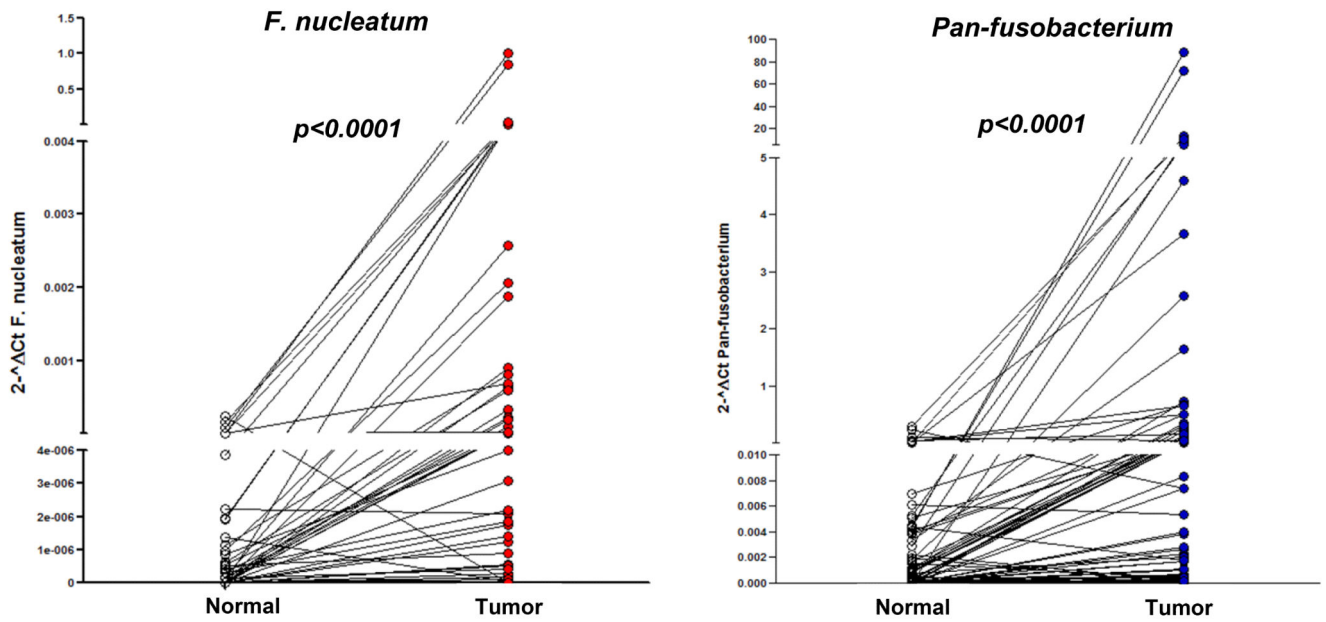 F. nucleatum
p<0.0001
2-^ΔCt F. nucleatum
1.5
1.0
0.5
0.004
0.003
0.002
0.001
4e-006
3e-006
2e-006
1e-006
0
Normal Tumor
Pan-fusobacterium
p<0.0001
2-^ΔCt Pan-fusobacterium
100
80
60
40
20
5
4
3
2
1
0.010
0.008
0.006
0.004
0.002
0.000
Normal Tumor